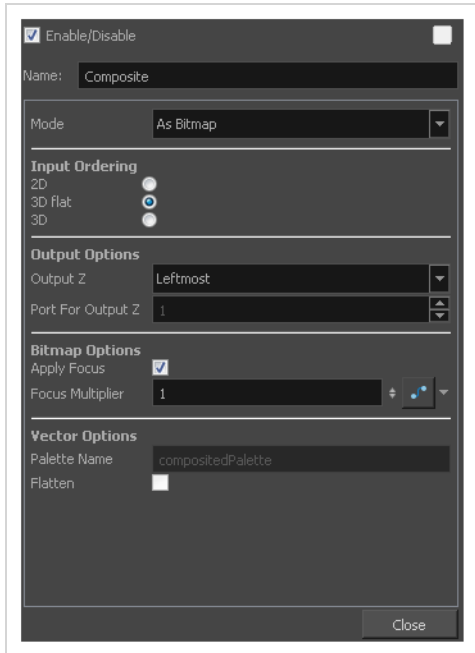 Enable/Disable
Name: Composite
Mode As Bitmap
Input Ordering
2D
3D flat
3D
Output Options
Output Z Leftmost
Port For Output Z 1
Bitmap Options
Apply Focus
Focus Multiplier 1
Vector Options
Palette Name compositedPalette
Flatten
Close